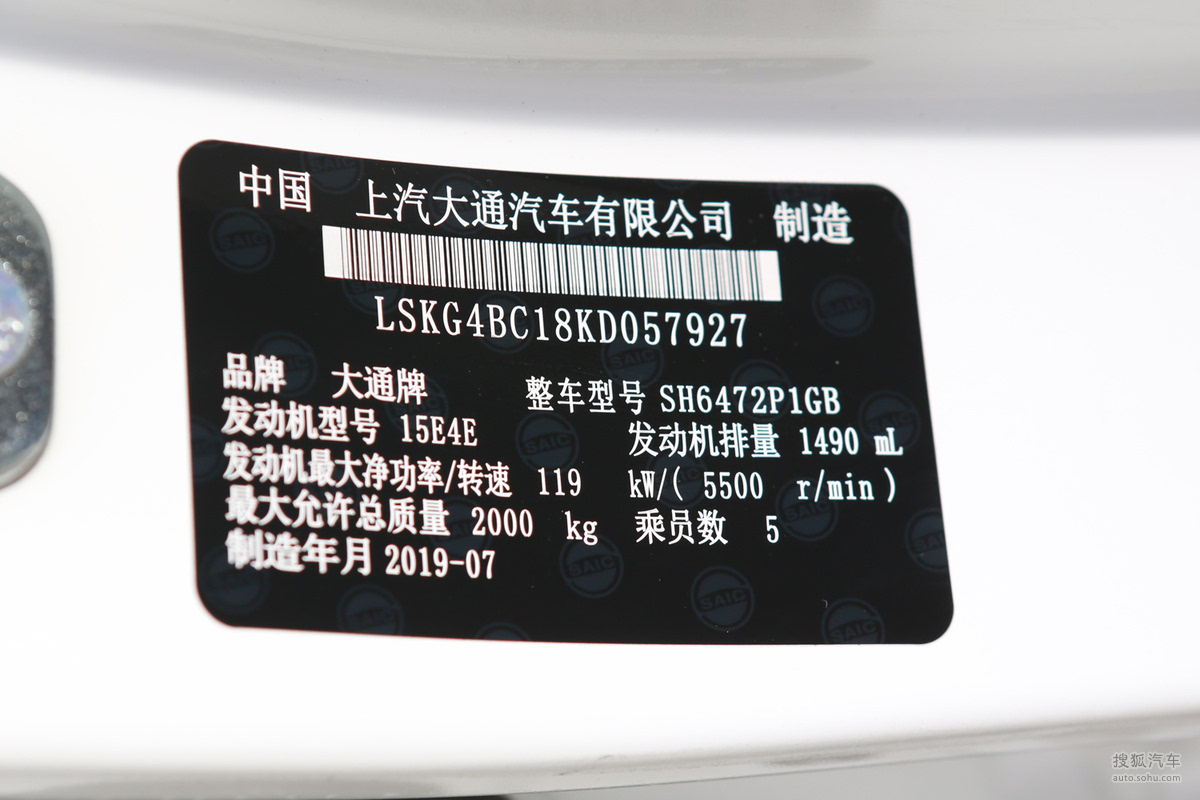 中国 上汽大通汽车有限公司 制造
LSKG4BC18KD057927
品牌 大通牌 整车型号 SH6472P1GB
发动机型号 15E4E 发动机排量 1490 mL
发动机最大净功率/转速 119 kW/( 5500 r/min )
最大允许总质量 2000 kg 乘员数 5
制造年月 2019-07
SAIC
搜狐汽车
auto.sohu.com